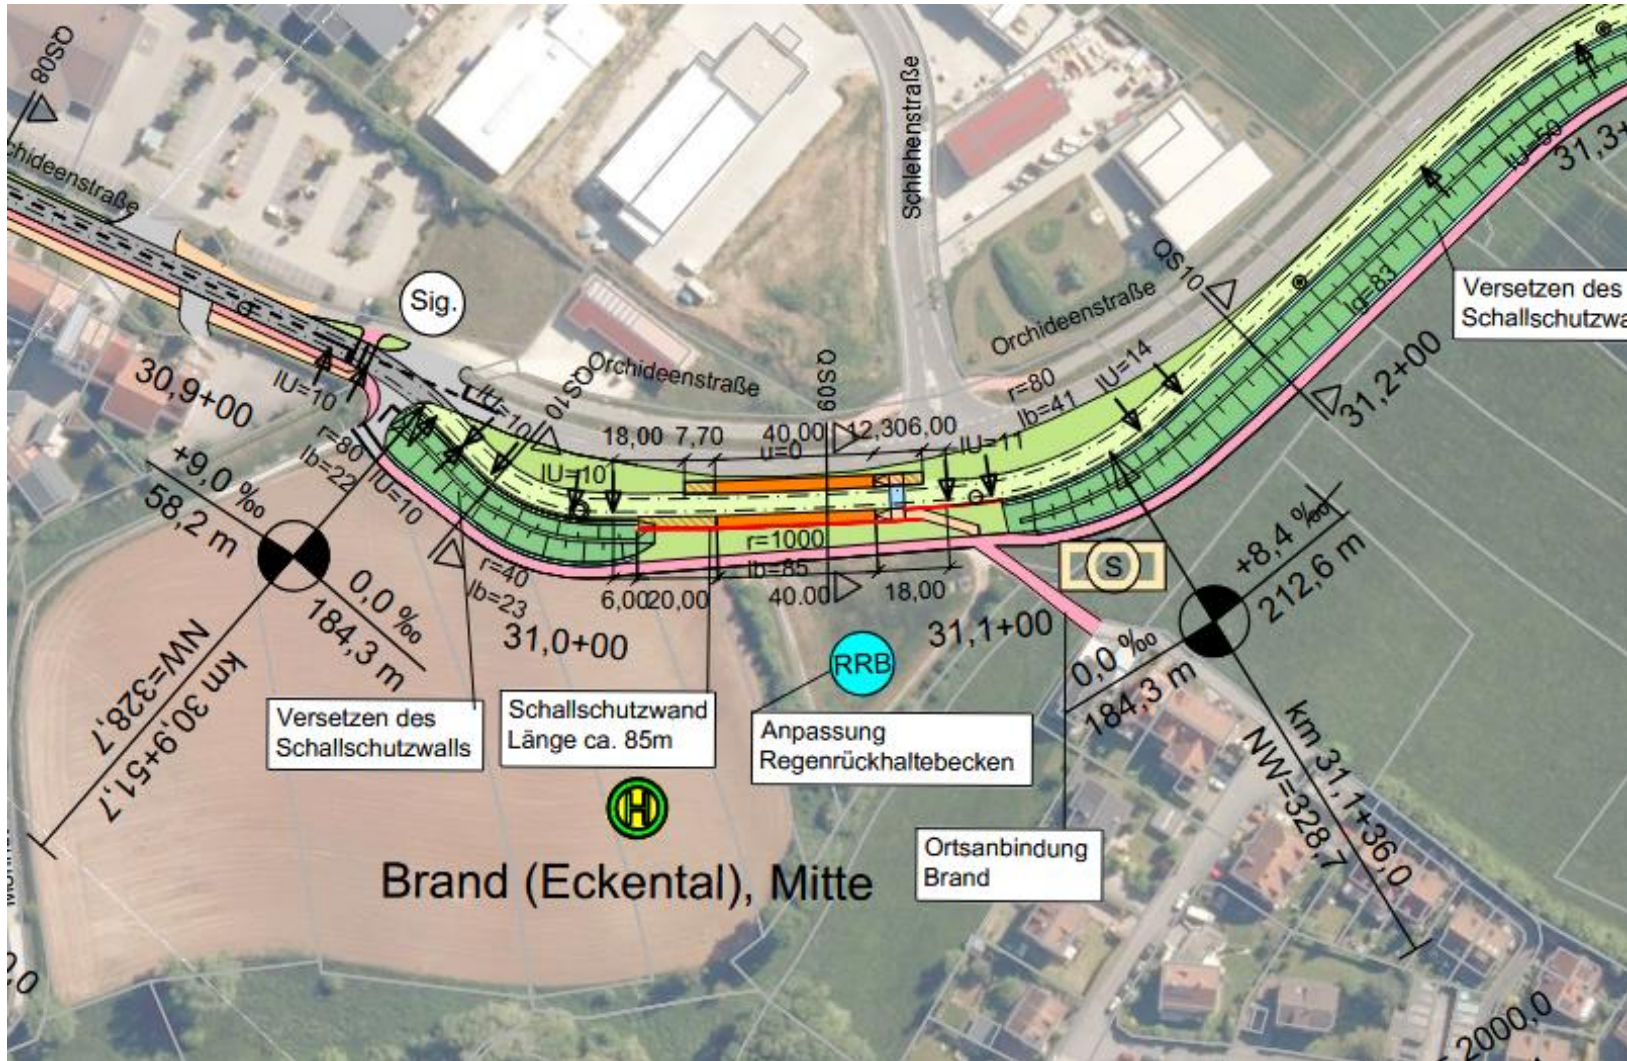 QS08
Orchideenstraße
Schlehenstraße
Sig.
lU=50
31,3+
QS10
lg=83
Versetzen des
Schallschutzwa
Orchideenstraße
Orchideenstraße
QS09
QS10
30,9+00
lU=10
lU=10
r=80
lb=41
lU=14
31,2+00
18,00
7,70
40,00
u=0
12,30
6,00
lU=11
lU=10
r=80
lb=22
lU=10
+9,0 ‰
58,2 m
0,0 ‰
184,3 m
r=40
lb=23
r=1000
lb=85
6,00
20,00
40.00
18,00
31,0+00
31,1+00
S
+8,4 ‰
212,6 m
0,0 ‰
184,3 m
km 30,9+51,7
NW=328,7
RRB
Versetzen des
Schallschutzwalls
Schallschutzwand
Länge ca. 85m
Anpassung
Regenrückhaltebecken
km 31,1+36,0
NW=328,7
H
Ortsanbindung
Brand
Brand (Eckental), Mitte
2000,0